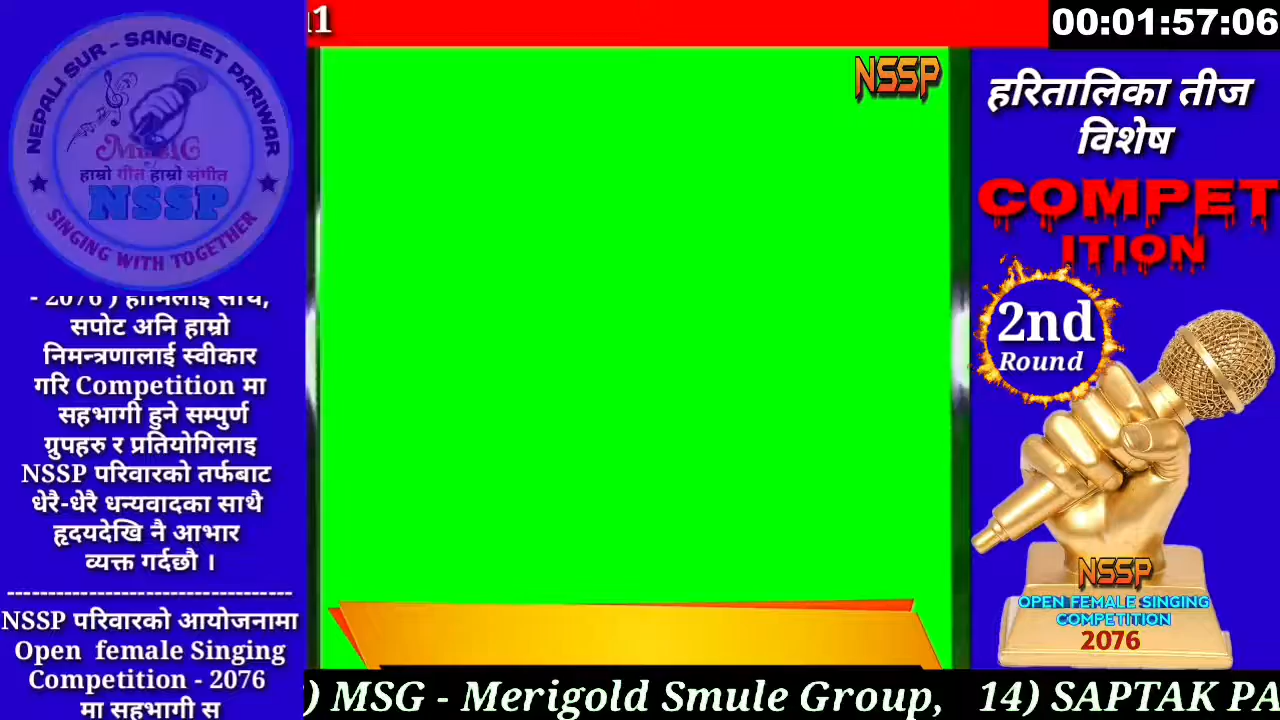 00:01:57:06
NSSP
NEPALI SUR - SANGEET PARIWAR
MUSIC
हाम्रो गीत हाम्रो संगीत
NSSP
SINGING WITH TOGETHER
- 2076 ) हामिलाई साथ,
सपोट अनि हाम्रो
निमन्त्रणालाई स्वीकार
गरि Competition मा
सहभागी हुने सम्पुर्ण
ग्रुपहरु र प्रतियोगिलाइ
NSSP परिवारको तर्फबाट
धेरै-धेरै धन्यवादका साथै
हृदयदेखि नै आभार
व्यक्त गर्दछौ ।
-----------------------------------
NSSP परिवारको आयोजनामा
Open female Singing
Competition - 2076
मा सहभागी स
हरितालिका तीज
विशेष
COMPET
ITION
2nd
Round
NSSP
OPEN FEMALE SINGING
COMPETITION
2076
) MSG - Merigold Smule Group, 14) SAPTAK PA